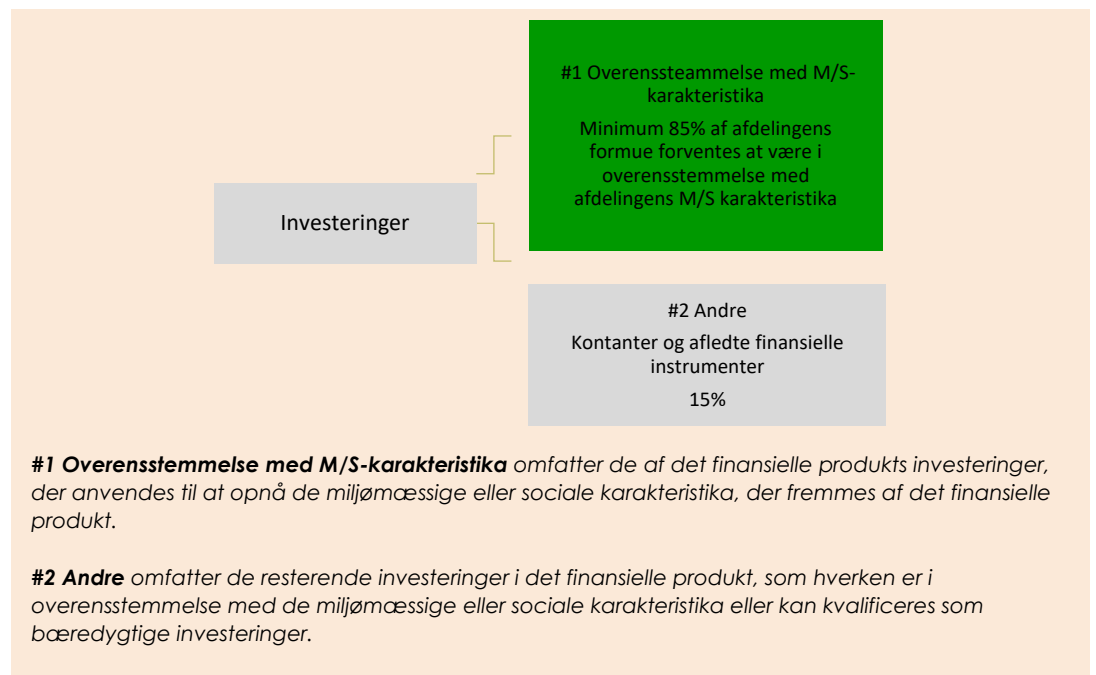 #1 Overenssteammelse med M/S-
karakteristika
Minimum 85% af afdelingens
formue forventes at være i
overensstemmelse med
afdelingens M/S karakteristika
Investeringer
#2 Andre
Kontanter og afledte finansielle
instrumenter
15%
#1 Overensstemmelse med M/S-karakteristika omfatter de af det finansielle produkts investeringer,
der anvendes til at opnå de miljømæssige eller sociale karakteristika, der fremmes af det finansielle
produkt.
#2 Andre omfatter de resterende investeringer i det finansielle produkt, som hverken er i
overensstemmelse med de miljømæssige eller sociale karakteristika eller kan kvalificeres som
bæredygtige investeringer.